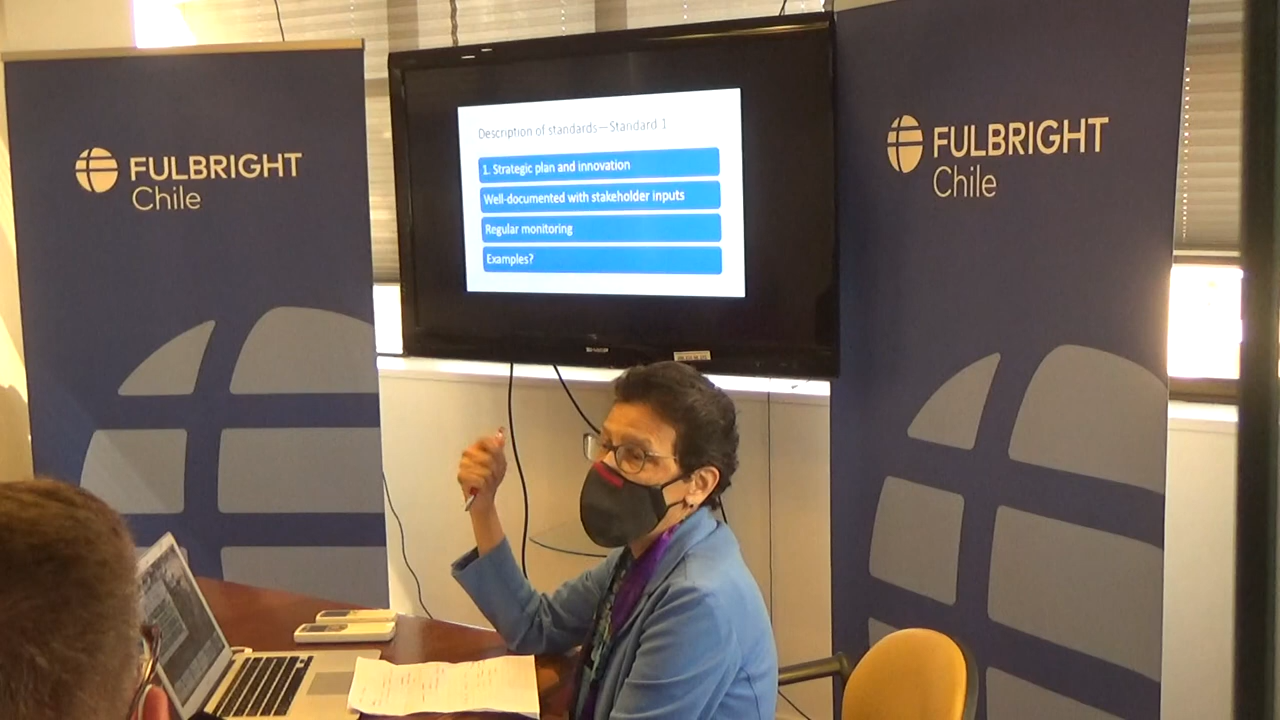 FULBRIGHT
Chile
Description of standards—Standard 1
1. Strategic plan and innovation
Well-documented with stakeholder inputs
Regular monitoring
Examples?
SHARP
FULBRIGHT
Chile